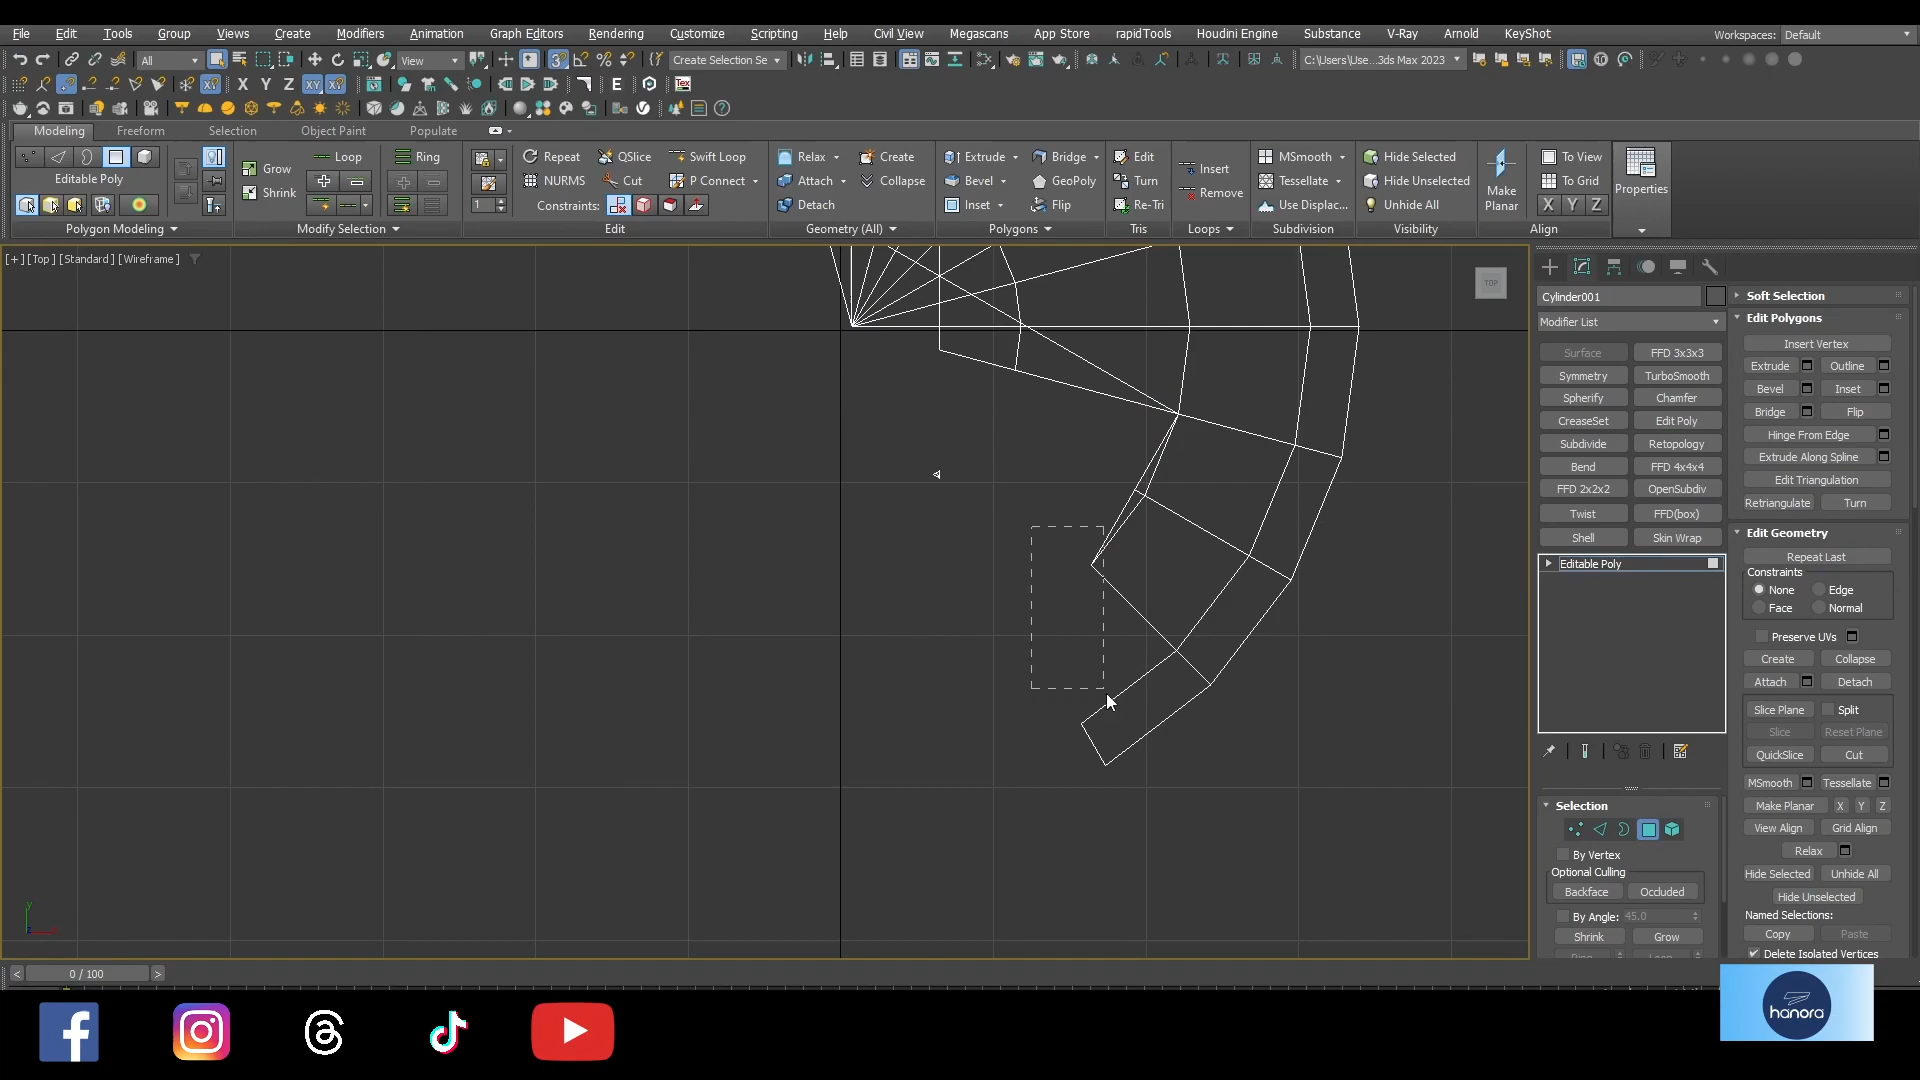 File Edit Tools Group Views Create Modifiers Animation Graph Editors Rendering Customize Scripting Help Civil View Megascans App Store rapidTools Houdini Engine Substance V-Ray Arnold KeyShot Workspaces: Default
All View Create Selection Se C:\Users\Use...3ds Max 2023
X Y Z XY XY E Tex
Modeling Freeform Selection Object Paint Populate
Grow Loop Ring Repeat QSlice Swift Loop Relax Create Extrude Bridge Edit Insert MSmooth Hide Selected To View
Editable Poly Shrink NURMS Cut P Connect Attach Collapse Bevel GeoPoly Turn Remove Tessellate Hide Unselected Make Planar To Grid Properties
1 Constraints: Detach Inset Flip Re-Tri Use Displac... Unhide All X Y Z
Polygon Modeling Modify Selection Edit Geometry (All) Polygons Tris Loops Subdivision Visibility Align
[+] [Top] [Standard] [Wireframe]
TOP
Cylinder001
Modifier List
Surface FFD 3x3x3
Symmetry TurboSmooth
Spherify Chamfer
CreaseSet Edit Poly
Subdivide Retopology
Bend FFD 4x4x4
FFD 2x2x2 OpenSubdiv
Twist FFD(box)
Shell Skin Wrap
Editable Poly
Selection
By Vertex
Optional Culling
Backface Occluded
By Angle: 45.0
Shrink Grow
Ring Loop
Soft Selection
Edit Polygons
Insert Vertex
Extrude Outline
Bevel Inset
Bridge Flip
Hinge From Edge
Extrude Along Spline
Edit Triangulation
Retriangulate Turn
Edit Geometry
Repeat Last
Constraints
None Edge
Face Normal
Preserve UVs
Create Collapse
Attach Detach
Slice Plane Split
Slice Reset Plane
QuickSlice Cut
MSmooth Tessellate
Make Planar X Y Z
View Align Grid Align
Relax
Hide Selected Unhide All
Hide Unselected
Named Selections:
Copy Paste
Delete Isolated Vertices
y
< 0 / 100 >
hanora